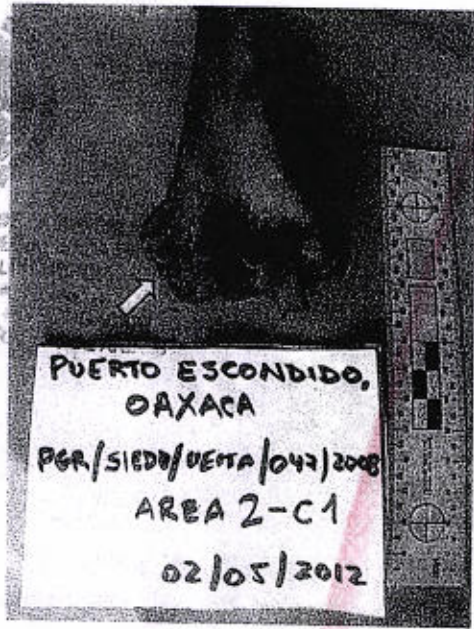 PUERTO ESCONDIDO,
OAXACA
PGR/SIEDO/UEITA/047/2008
AREA 2-C1
02/05/2012